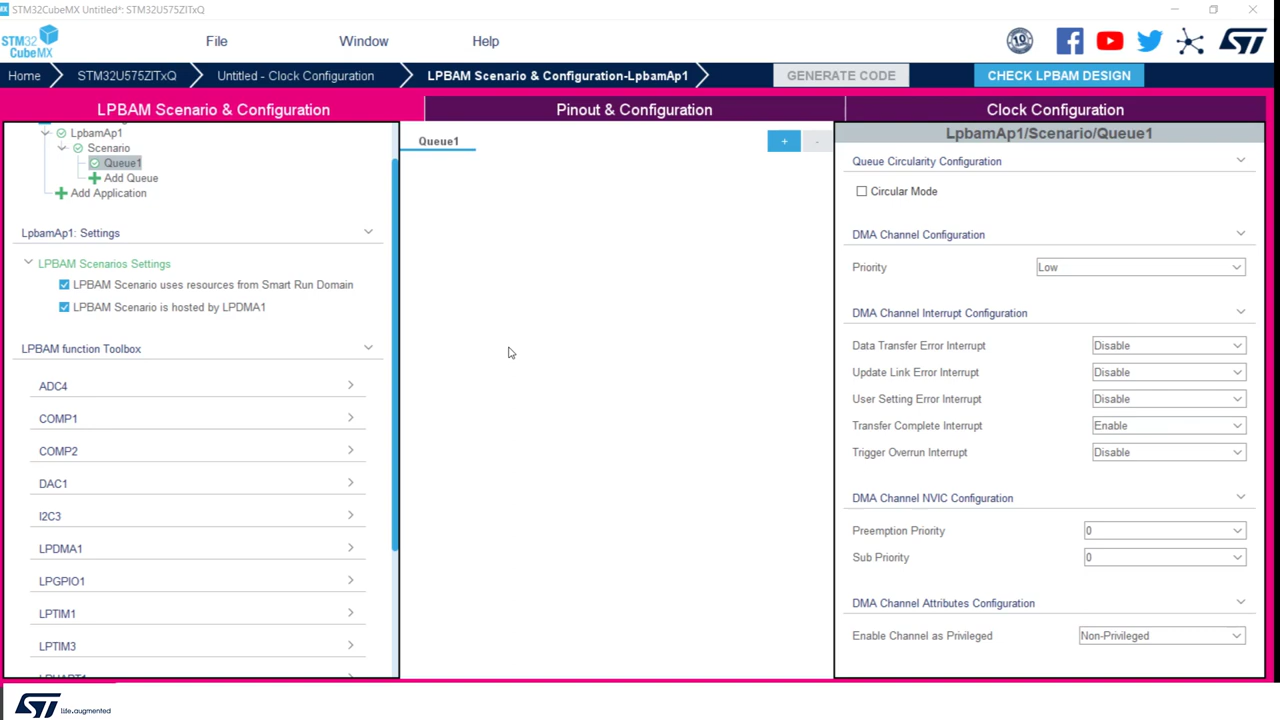 MX STM32CubeMX Untitled*: STM32U575ZITxQ
STM32
CubeMX
File
Window
Help
10
ST
Home
STM32U575ZITxQ
Untitled - Clock Configuration
LPBAM Scenario & Configuration-LpbamAp1
GENERATE CODE
CHECK LPBAM DESIGN
LPBAM Scenario & Configuration
Pinout & Configuration
Clock Configuration
LpbamAp1
Scenario
Queue1
Add Queue
Add Application
LpbamAp1: Settings
LPBAM Scenarios Settings
LPBAM Scenario uses resources from Smart Run Domain
LPBAM Scenario is hosted by LPDMA1
LPBAM function Toolbox
ADC4
COMP1
COMP2
DAC1
I2C3
LPDMA1
LPGPIO1
LPTIM1
LPTIM3
LPUART1
Queue1
+
-
LpbamAp1/Scenario/Queue1
Queue Circularity Configuration
Circular Mode
DMA Channel Configuration
Priority Low
DMA Channel Interrupt Configuration
Data Transfer Error Interrupt Disable
Update Link Error Interrupt Disable
User Setting Error Interrupt Disable
Transfer Complete Interrupt Enable
Trigger Overrun Interrupt Disable
DMA Channel NVIC Configuration
Preemption Priority 0
Sub Priority 0
DMA Channel Attributes Configuration
Enable Channel as Privileged Non-Privileged
ST life.augmented